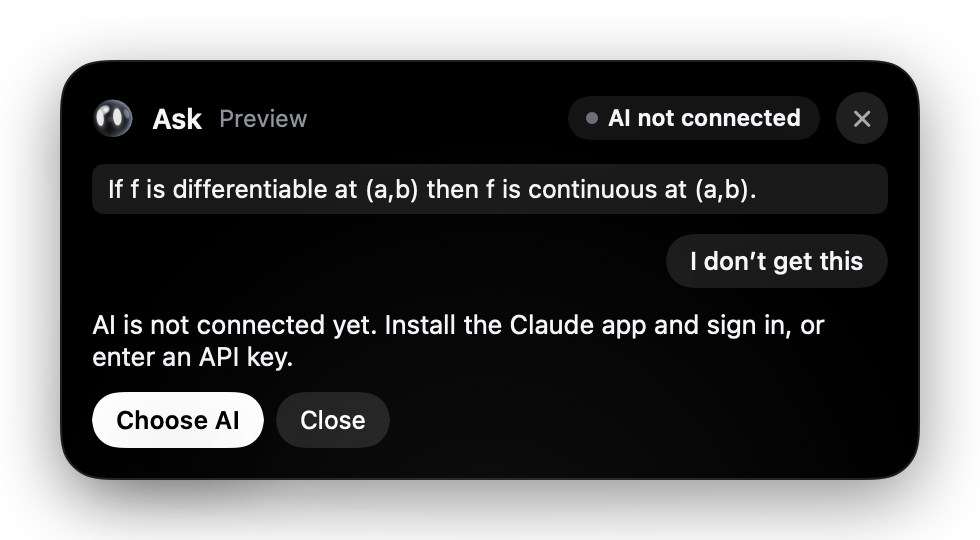 Ask Preview
AI not connected
If f is differentiable at (a,b) then f is continuous at (a,b).
I don’t get this
AI is not connected yet. Install the Claude app and sign in, or
enter an API key.
Choose AI
Close